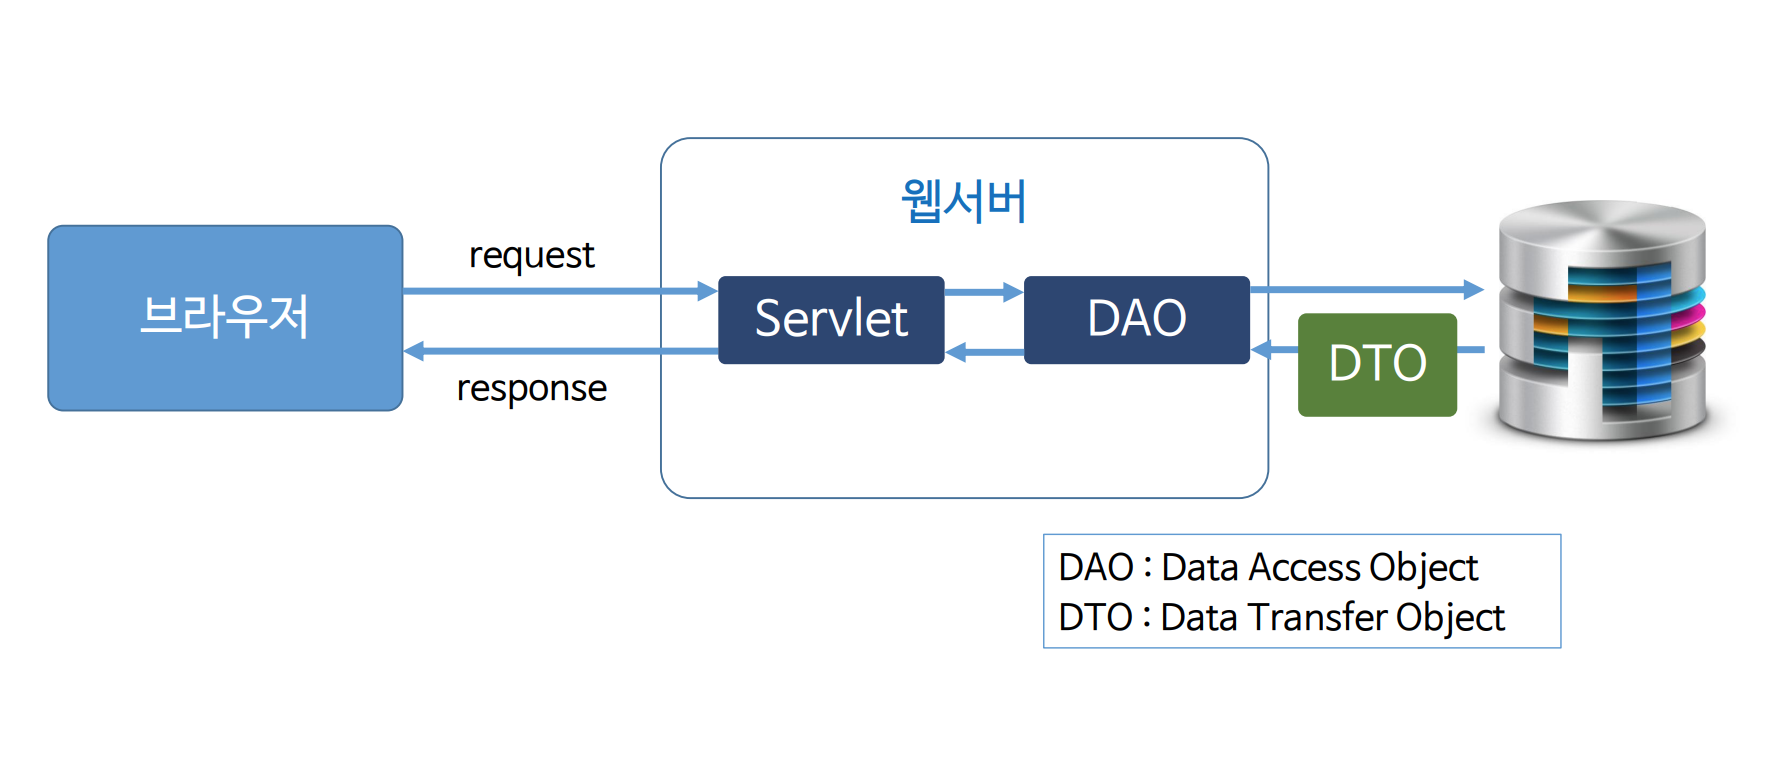 웹서버
브라우저
request
response
Servlet
DAO
DTO
DAO : Data Access Object
DTO : Data Transfer Object